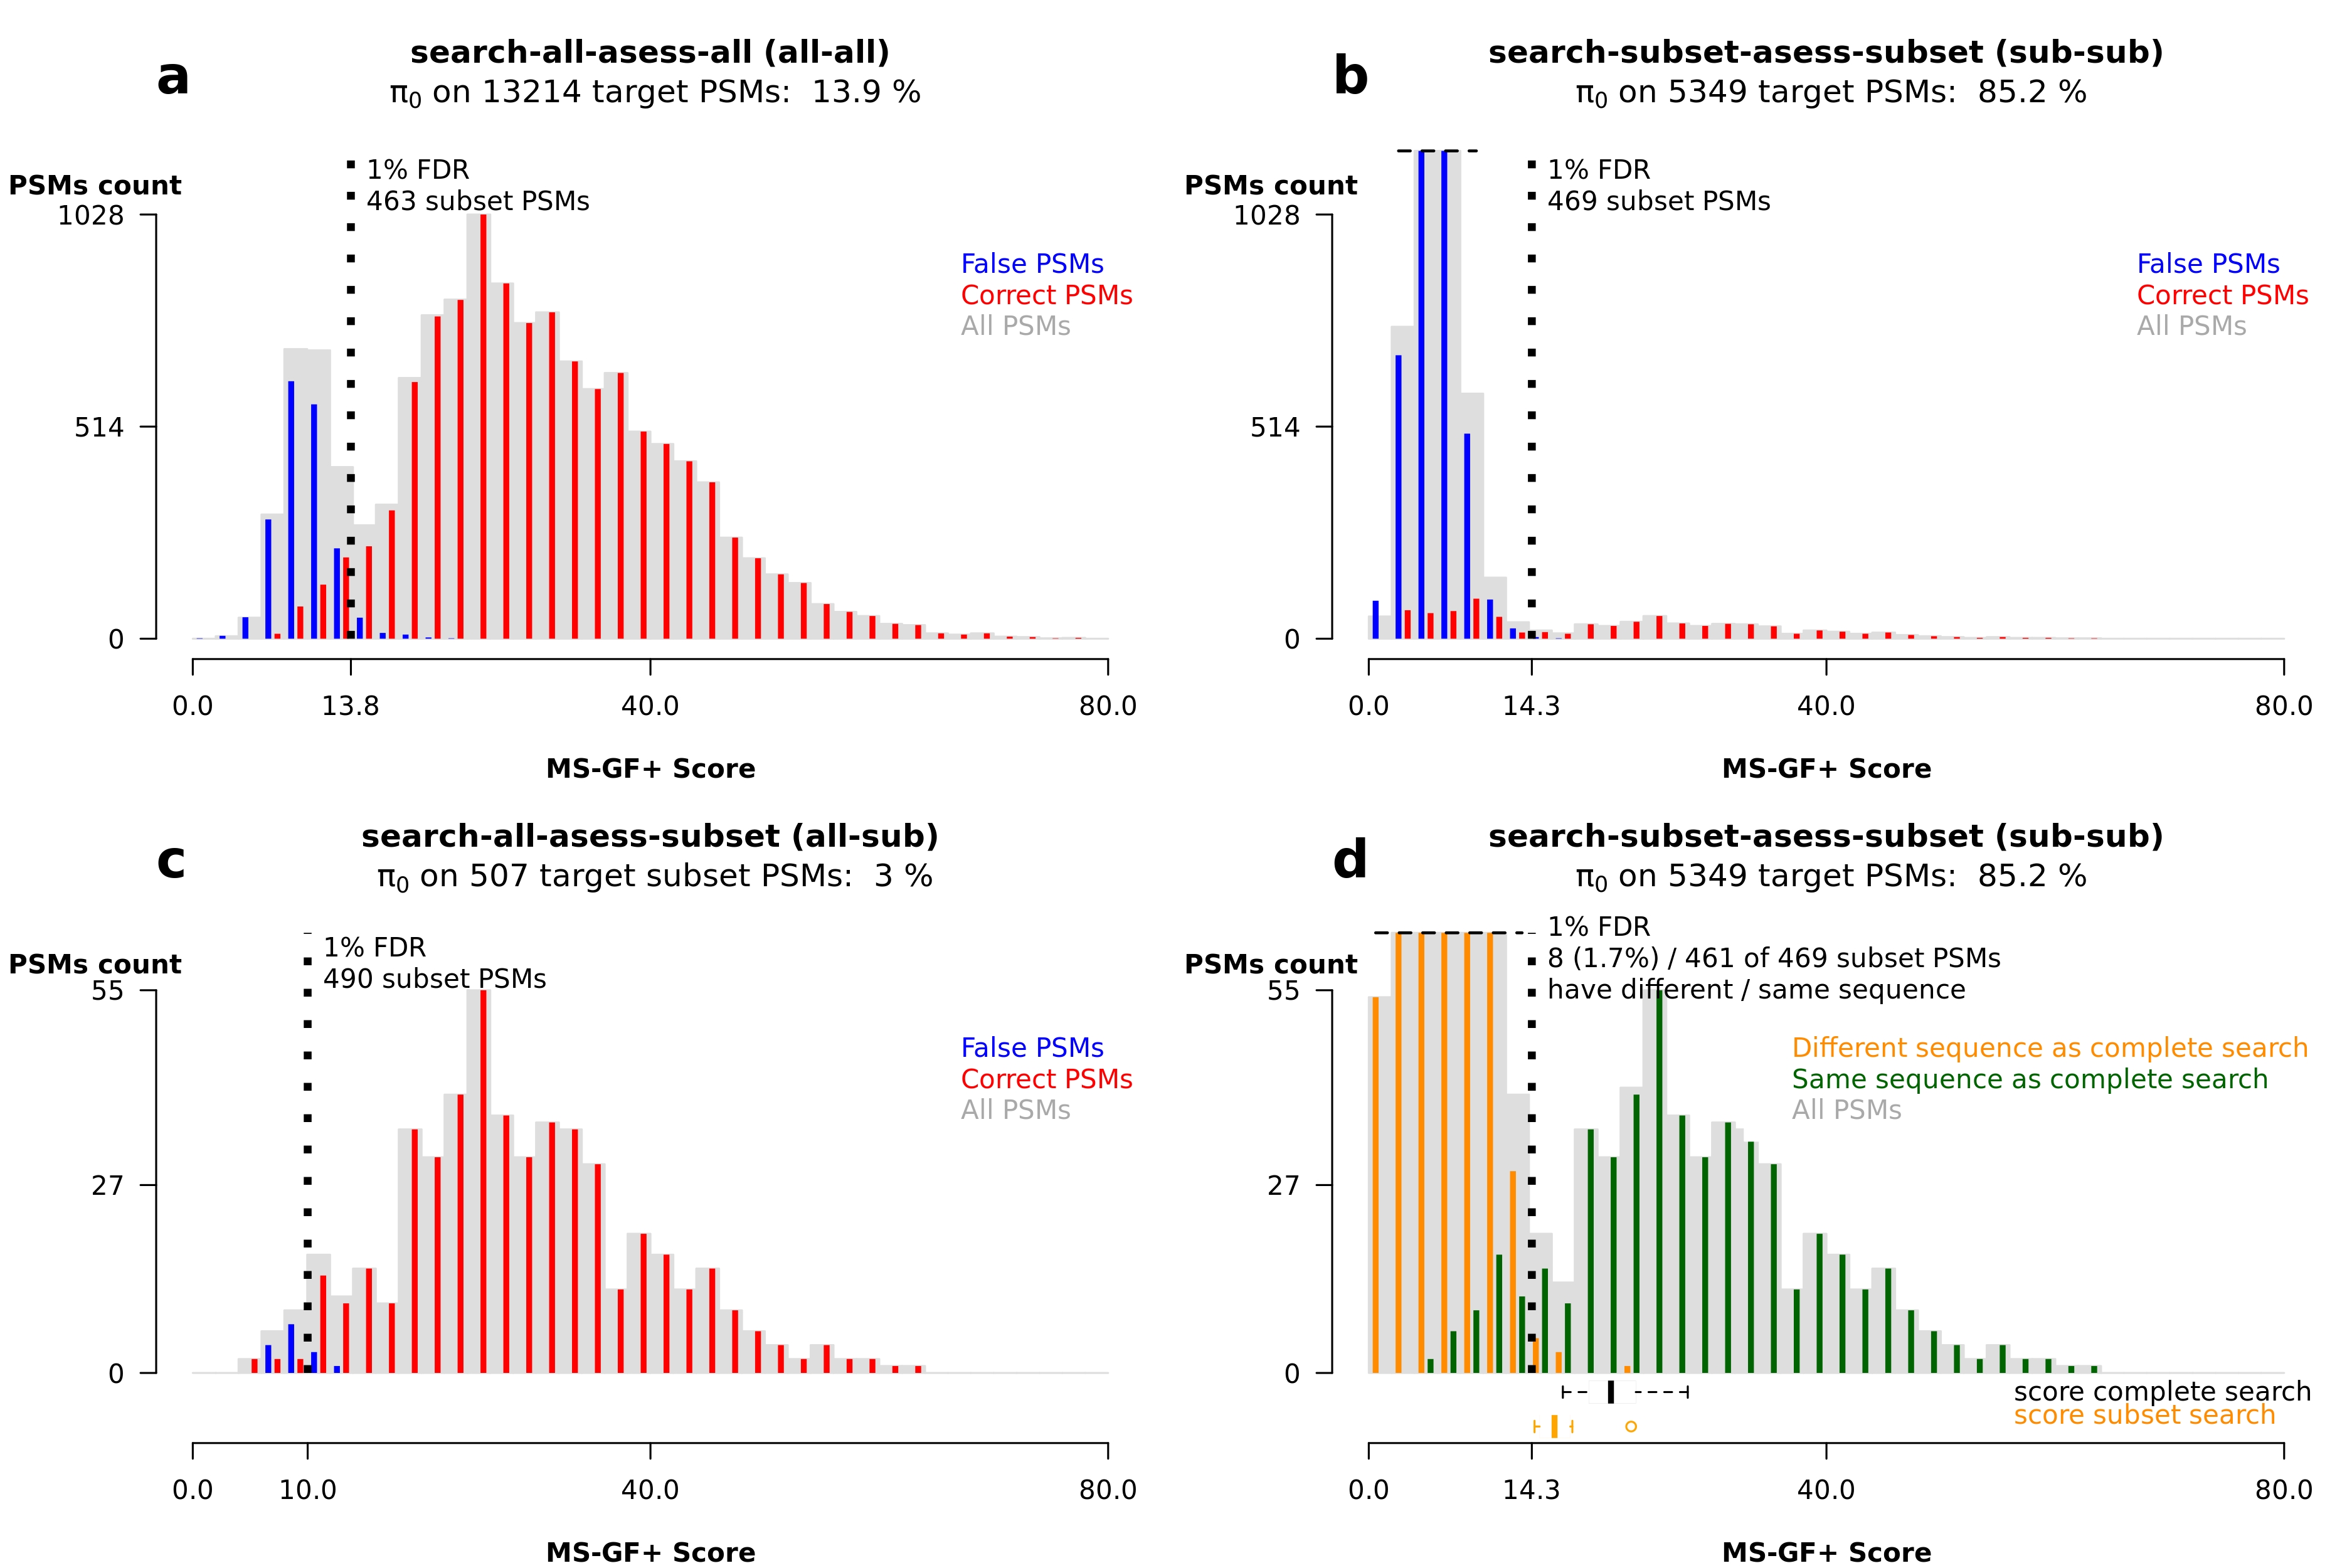 a
search-all-asess-all (all-all)
π0 on 13214 target PSMs: 13.9 %
1% FDR
463 subset PSMs
PSMs count
1028
514
0
False PSMs
Correct PSMs
All PSMs
0.0
13.8
40.0
80.0
MS-GF+ Score
b
search-subset-asess-subset (sub-sub)
π0 on 5349 target PSMs: 85.2 %
1% FDR
469 subset PSMs
PSMs count
1028
514
0
False PSMs
Correct PSMs
All PSMs
0.0
14.3
40.0
80.0
MS-GF+ Score
c
search-all-asess-subset (all-sub)
π0 on 507 target subset PSMs: 3 %
1% FDR
490 subset PSMs
PSMs count
55
27
0
False PSMs
Correct PSMs
All PSMs
0.0
10.0
40.0
80.0
MS-GF+ Score
d
search-subset-asess-subset (sub-sub)
π0 on 5349 target PSMs: 85.2 %
1% FDR
8 (1.7%) / 461 of 469 subset PSMs
have different / same sequence
PSMs count
55
27
0
Different sequence as complete search
Same sequence as complete search
All PSMs
score complete search
score subset search
0.0
14.3
40.0
80.0
MS-GF+ Score